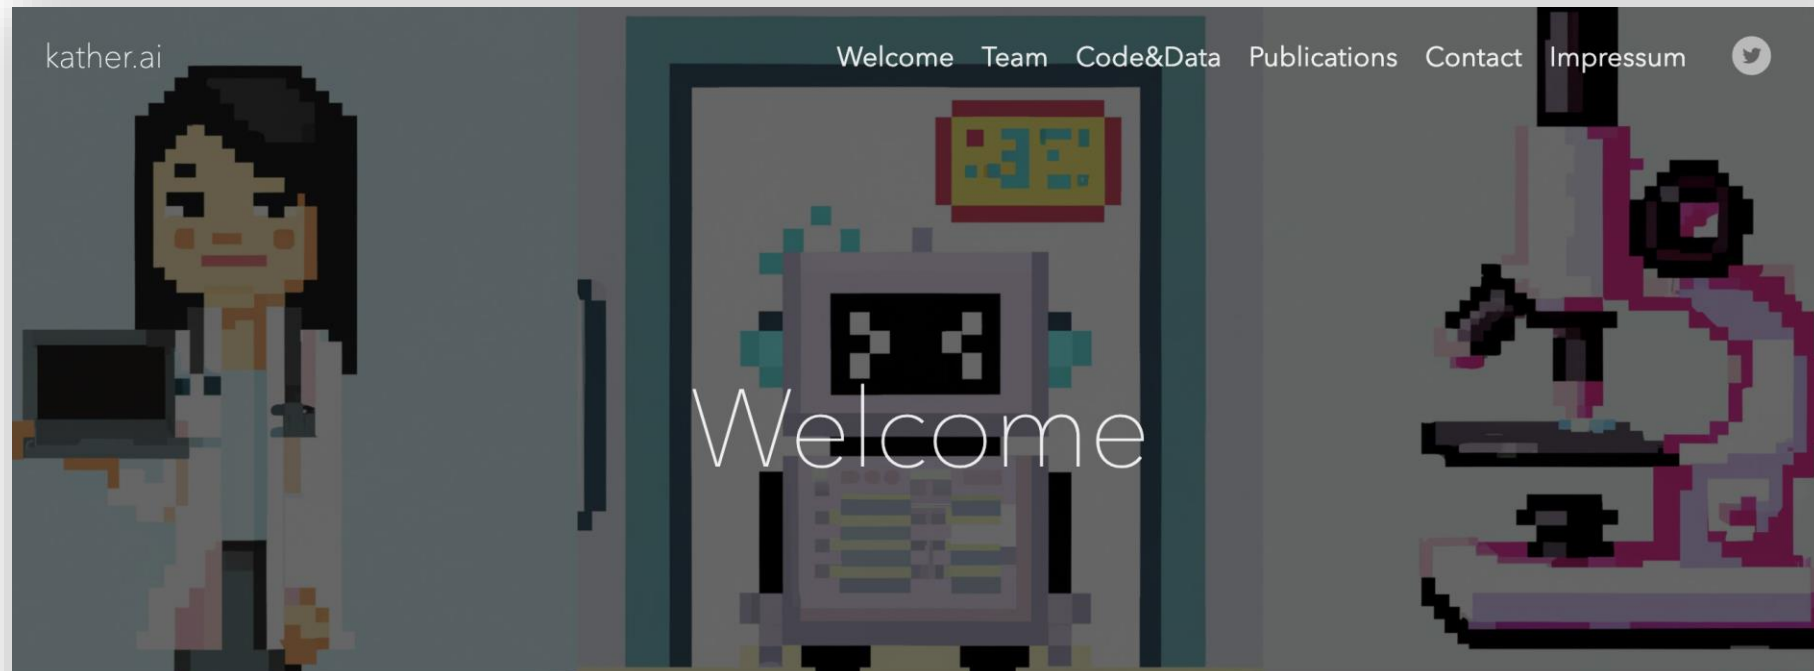 kather.ai
Welcome Team Code&Data Publications Contact Impressum
Welcome